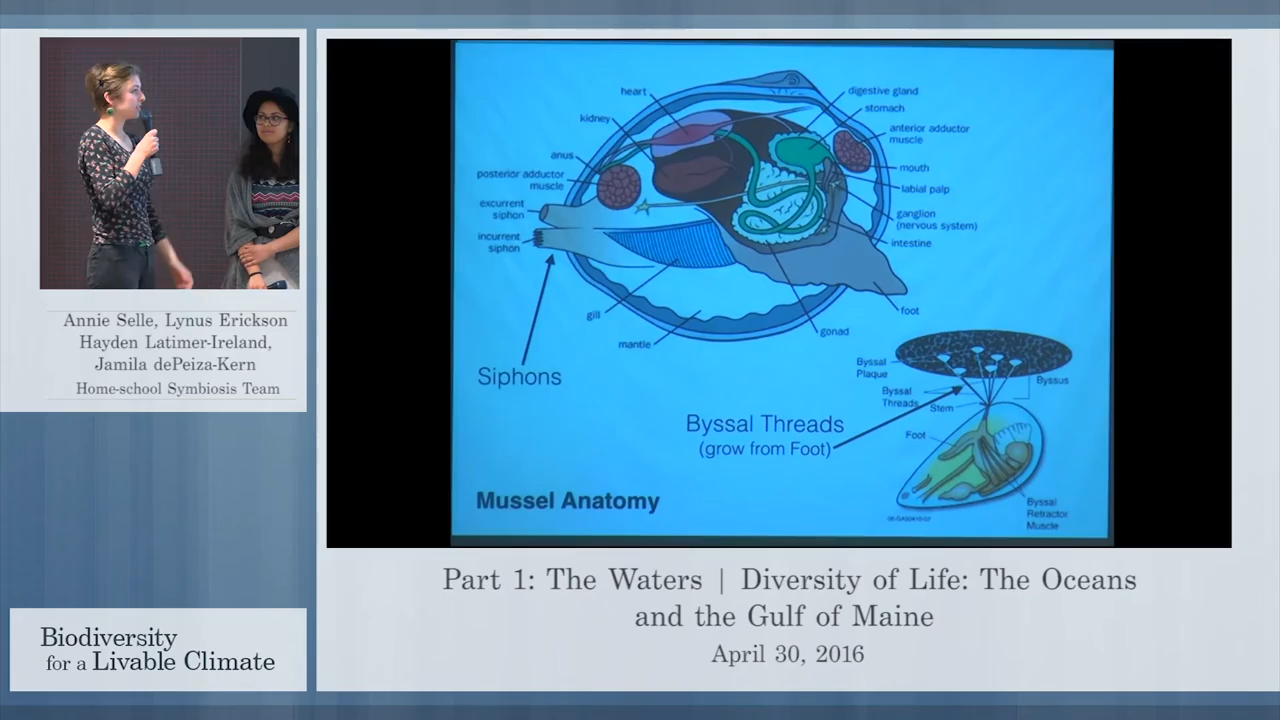 Annie Selle, Lynus Erickson
Hayden Latimer-Ireland,
Jamila dePeiza-Kern
Home-school Symbiosis Team
Biodiversity
for a Livable Climate
heart
kidney
anus
posterior adductor
muscle
excurrent
siphon
incurrent
siphon
digestive gland
stomach
anterior adductor
muscle
mouth
labial palp
ganglion
(nervous system)
intestine
foot
gonad
gill
mantle
Siphons
Byssal Threads
(grow from Foot)
Mussel Anatomy
Byssal
Plaque
Byssal
Threads
Stem
Byssus
Foot
Byssal
Retractor
Muscle
Part 1: The Waters | Diversity of Life: The Oceans
and the Gulf of Maine
April 30, 2016